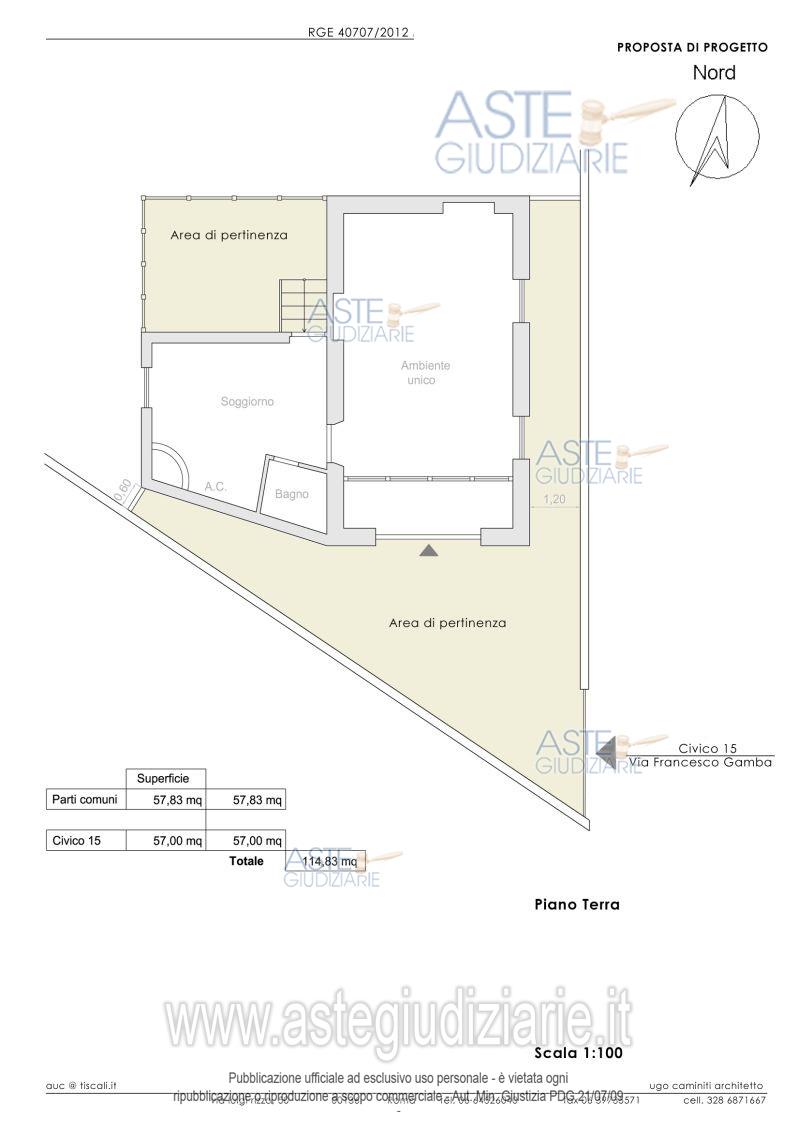 RGE 40707/2012
PROPOSTA DI PROGETTO
Nord
ASTE
GIUDIZIARIE
Area di pertinenza
ASTE
GIUDIZIARIE
Ambiente
unico
Soggiorno
ASTE
GIUDIZIARIE
0,60
A.C.
Bagno
1,20
Area di pertinenza
ASTE
GIUDIZIARIE
Civico 15
Via Francesco Gamba
Superficie
Parti comuni 57,83 mq 57,83 mq
Civico 15 57,00 mq 57,00 mq
Totale 114,83 mq
ASTE
GIUDIZIARIE
Piano Terra
www.astegiudiziarie.it
Scala 1:100
Pubblicazione ufficiale ad esclusivo uso personale - è vietata ogni
auc @ tiscali.it
ugo caminiti architetto
ripubblicazione o riproduzione a scopo commerciale - Aut. Min. Giustizia PDG 21/07/09
cell. 328 6871667